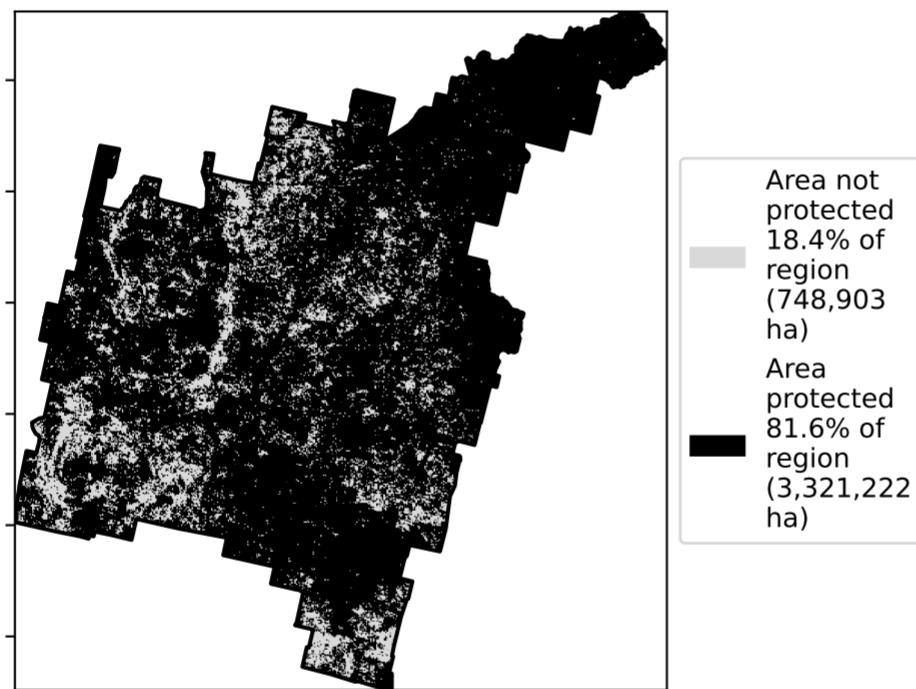 Area not
protected
18.4% of
region
(748,903
ha)
Area
protected
81.6% of
region
(3,321,222
ha)